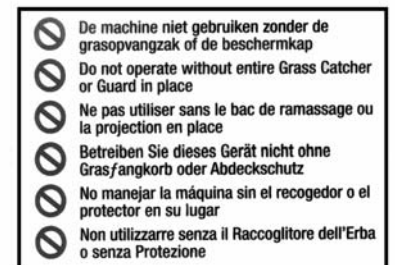 De machine niet gebruiken zonder de
grasopvangzak of de beschermkap
Do not operate without entire Grass Catcher
or Guard in place
Ne pas utiliser sans le bac de ramassage ou
la projection en place
Betreiben Sie dieses Gerät nicht ohne
Grasƒangkorb oder Abdeckschutz
No manejar la máquina sin el recogedor o el
protector en su lugar
Non utilizzarre senza il Raccoglitore dell'Erba
o senza Protezione